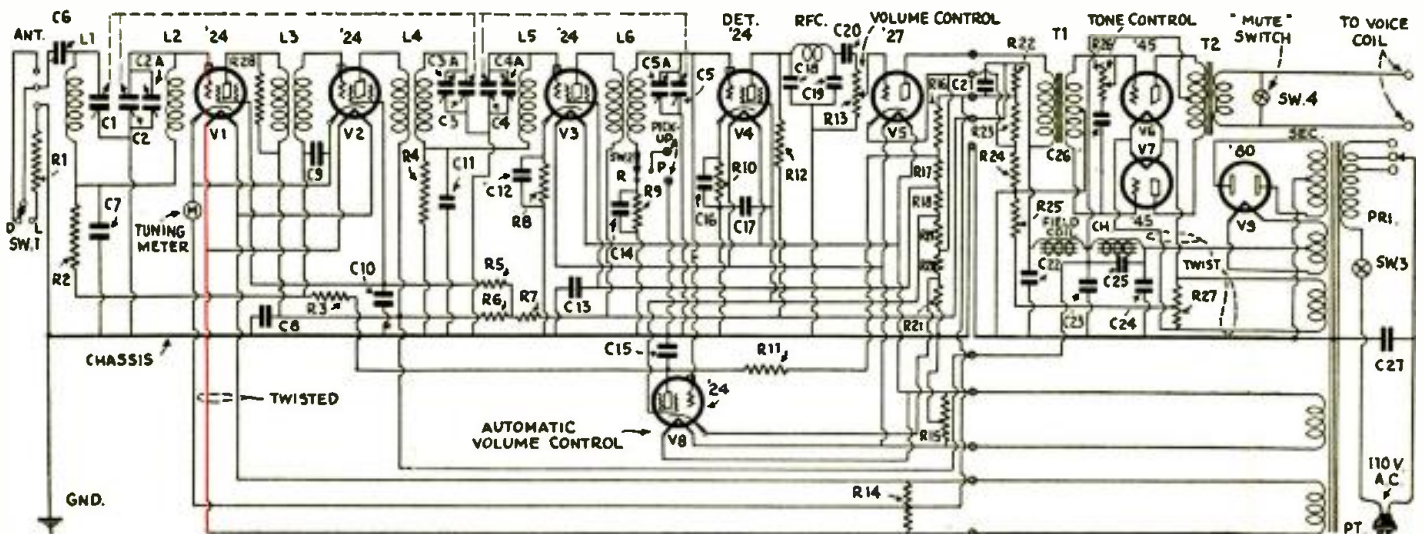 ANT.
C6
L1
L2
C2A
'24
L3
R28
'24
L4
C3A
C4A
L5
'24
L6
C5A
C5
DET.
'24
RFC.
C20
VOLUME CONTROL
'27
R22
T1
TONE CONTROL
R26
'45
T2
"MUTE" SWITCH
TO VOICE COIL
C1
C2
V1
V2
C3
C4
V3
PICK-UP
P
V4
C18
C19
R13
V5
R16
C21
R23
C26
V6
SW.4
R1
C9
R4
C11
C12
R
R9
R10
R12
R17
R24
V7
SEC.
'80
D
L
SW.1
C7
M
TUNING METER
R8
C14
C16
C17
R18
R25
'45
FIELD COIL
CH
V9
PRI.
R2
C10
R5
R6
R7
C13
R3
C8
R21
C22
C25
TWIST
C23
C24
R27
SW.3
CHASSIS
C15
R11
C27
TWISTED
'24
AUTOMATIC VOLUME CONTROL
V8
R15
GND.
R14
110 V. A.C.
PT